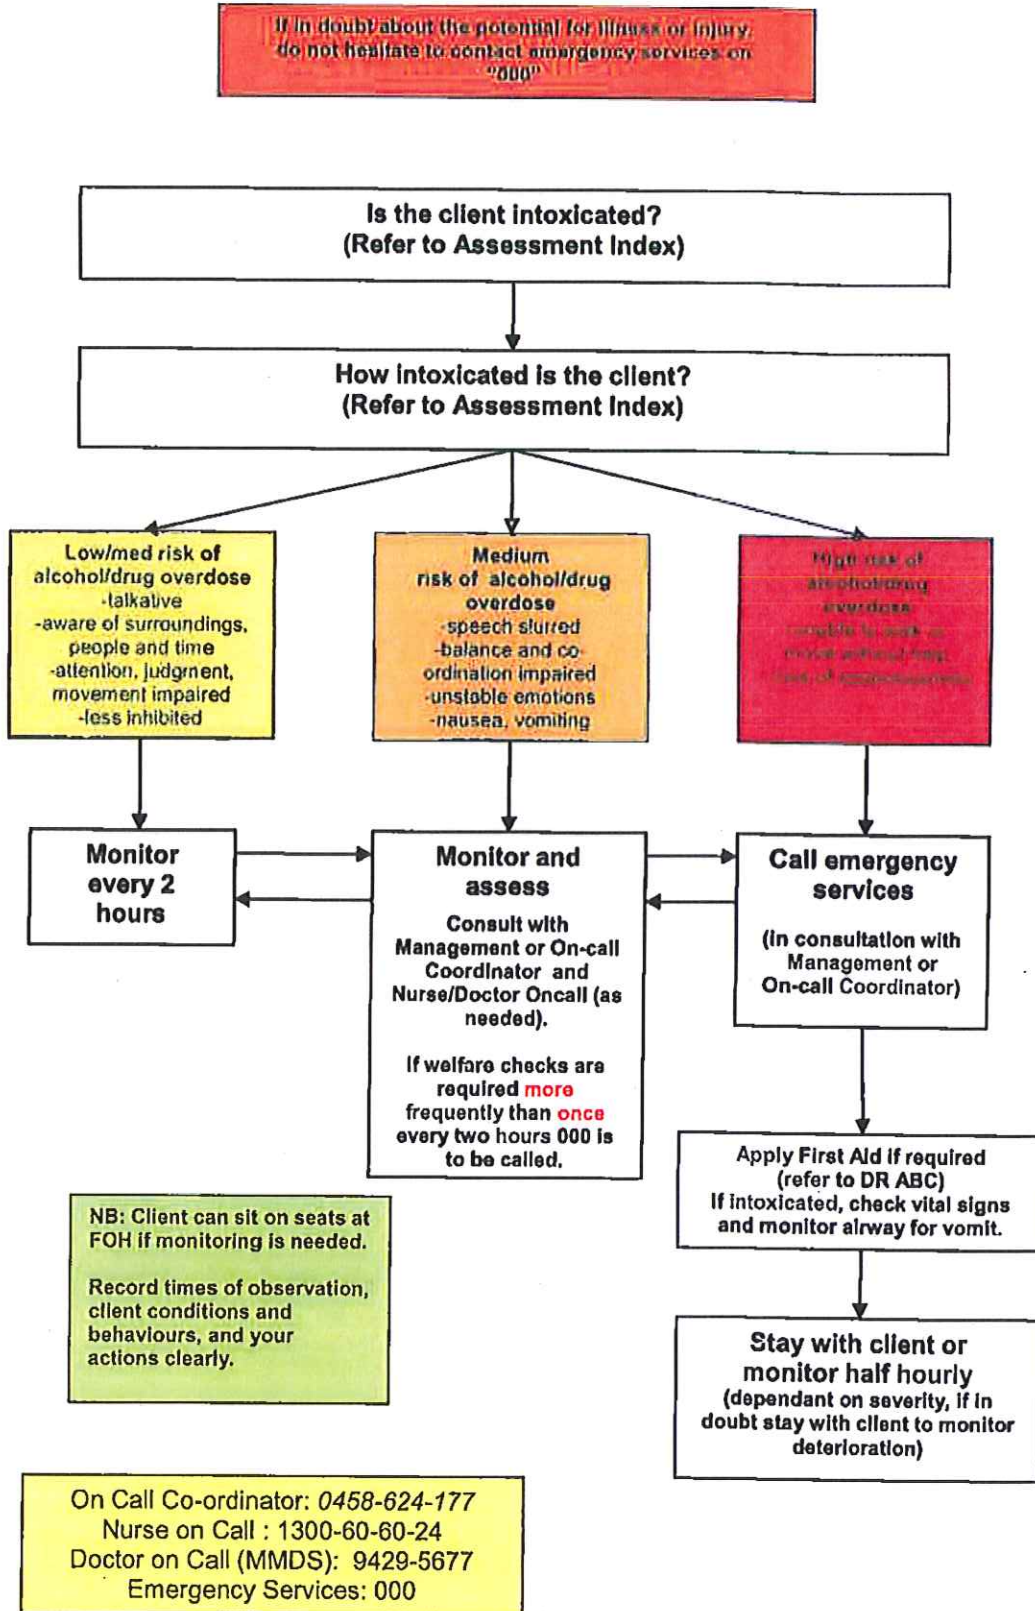 If in doubt about the potential for illness or injury,
do not hesitate to contact emergency services on
"000"
Is the client intoxicated?
(Refer to Assessment Index)
How intoxicated is the client?
(Refer to Assessment Index)
Low/med risk of
alcohol/drug overdose
-talkative
-aware of surroundings,
people and time
-attention, judgment,
movement impaired
-less inhibited
Medium
risk of alcohol/drug
overdose
-speech slurred
-balance and co-
ordination impaired
-unstable emotions
-nausea, vomiting
High risk of
alcohol/drug
overdose
move without help
Monitor
every 2
hours
Monitor and
assess
Consult with
Management or On-call
Coordinator and
Nurse/Doctor Oncall (as
needed).
If welfare checks are
required more
frequently than once
every two hours 000 is
to be called.
Call emergency
services
(in consultation with
Management or
On-call Coordinator)
Apply First Aid if required
(refer to DR ABC)
If intoxicated, check vital signs
and monitor airway for vomit.
Stay with client or
monitor half hourly
(dependant on severity, if in
doubt stay with client to monitor
deterioration)
NB: Client can sit on seats at
FOH if monitoring is needed.
Record times of observation,
client conditions and
behaviours, and your
actions clearly.
On Call Co-ordinator: 0458-624-177
Nurse on Call : 1300-60-60-24
Doctor on Call (MMDS): 9429-5677
Emergency Services: 000